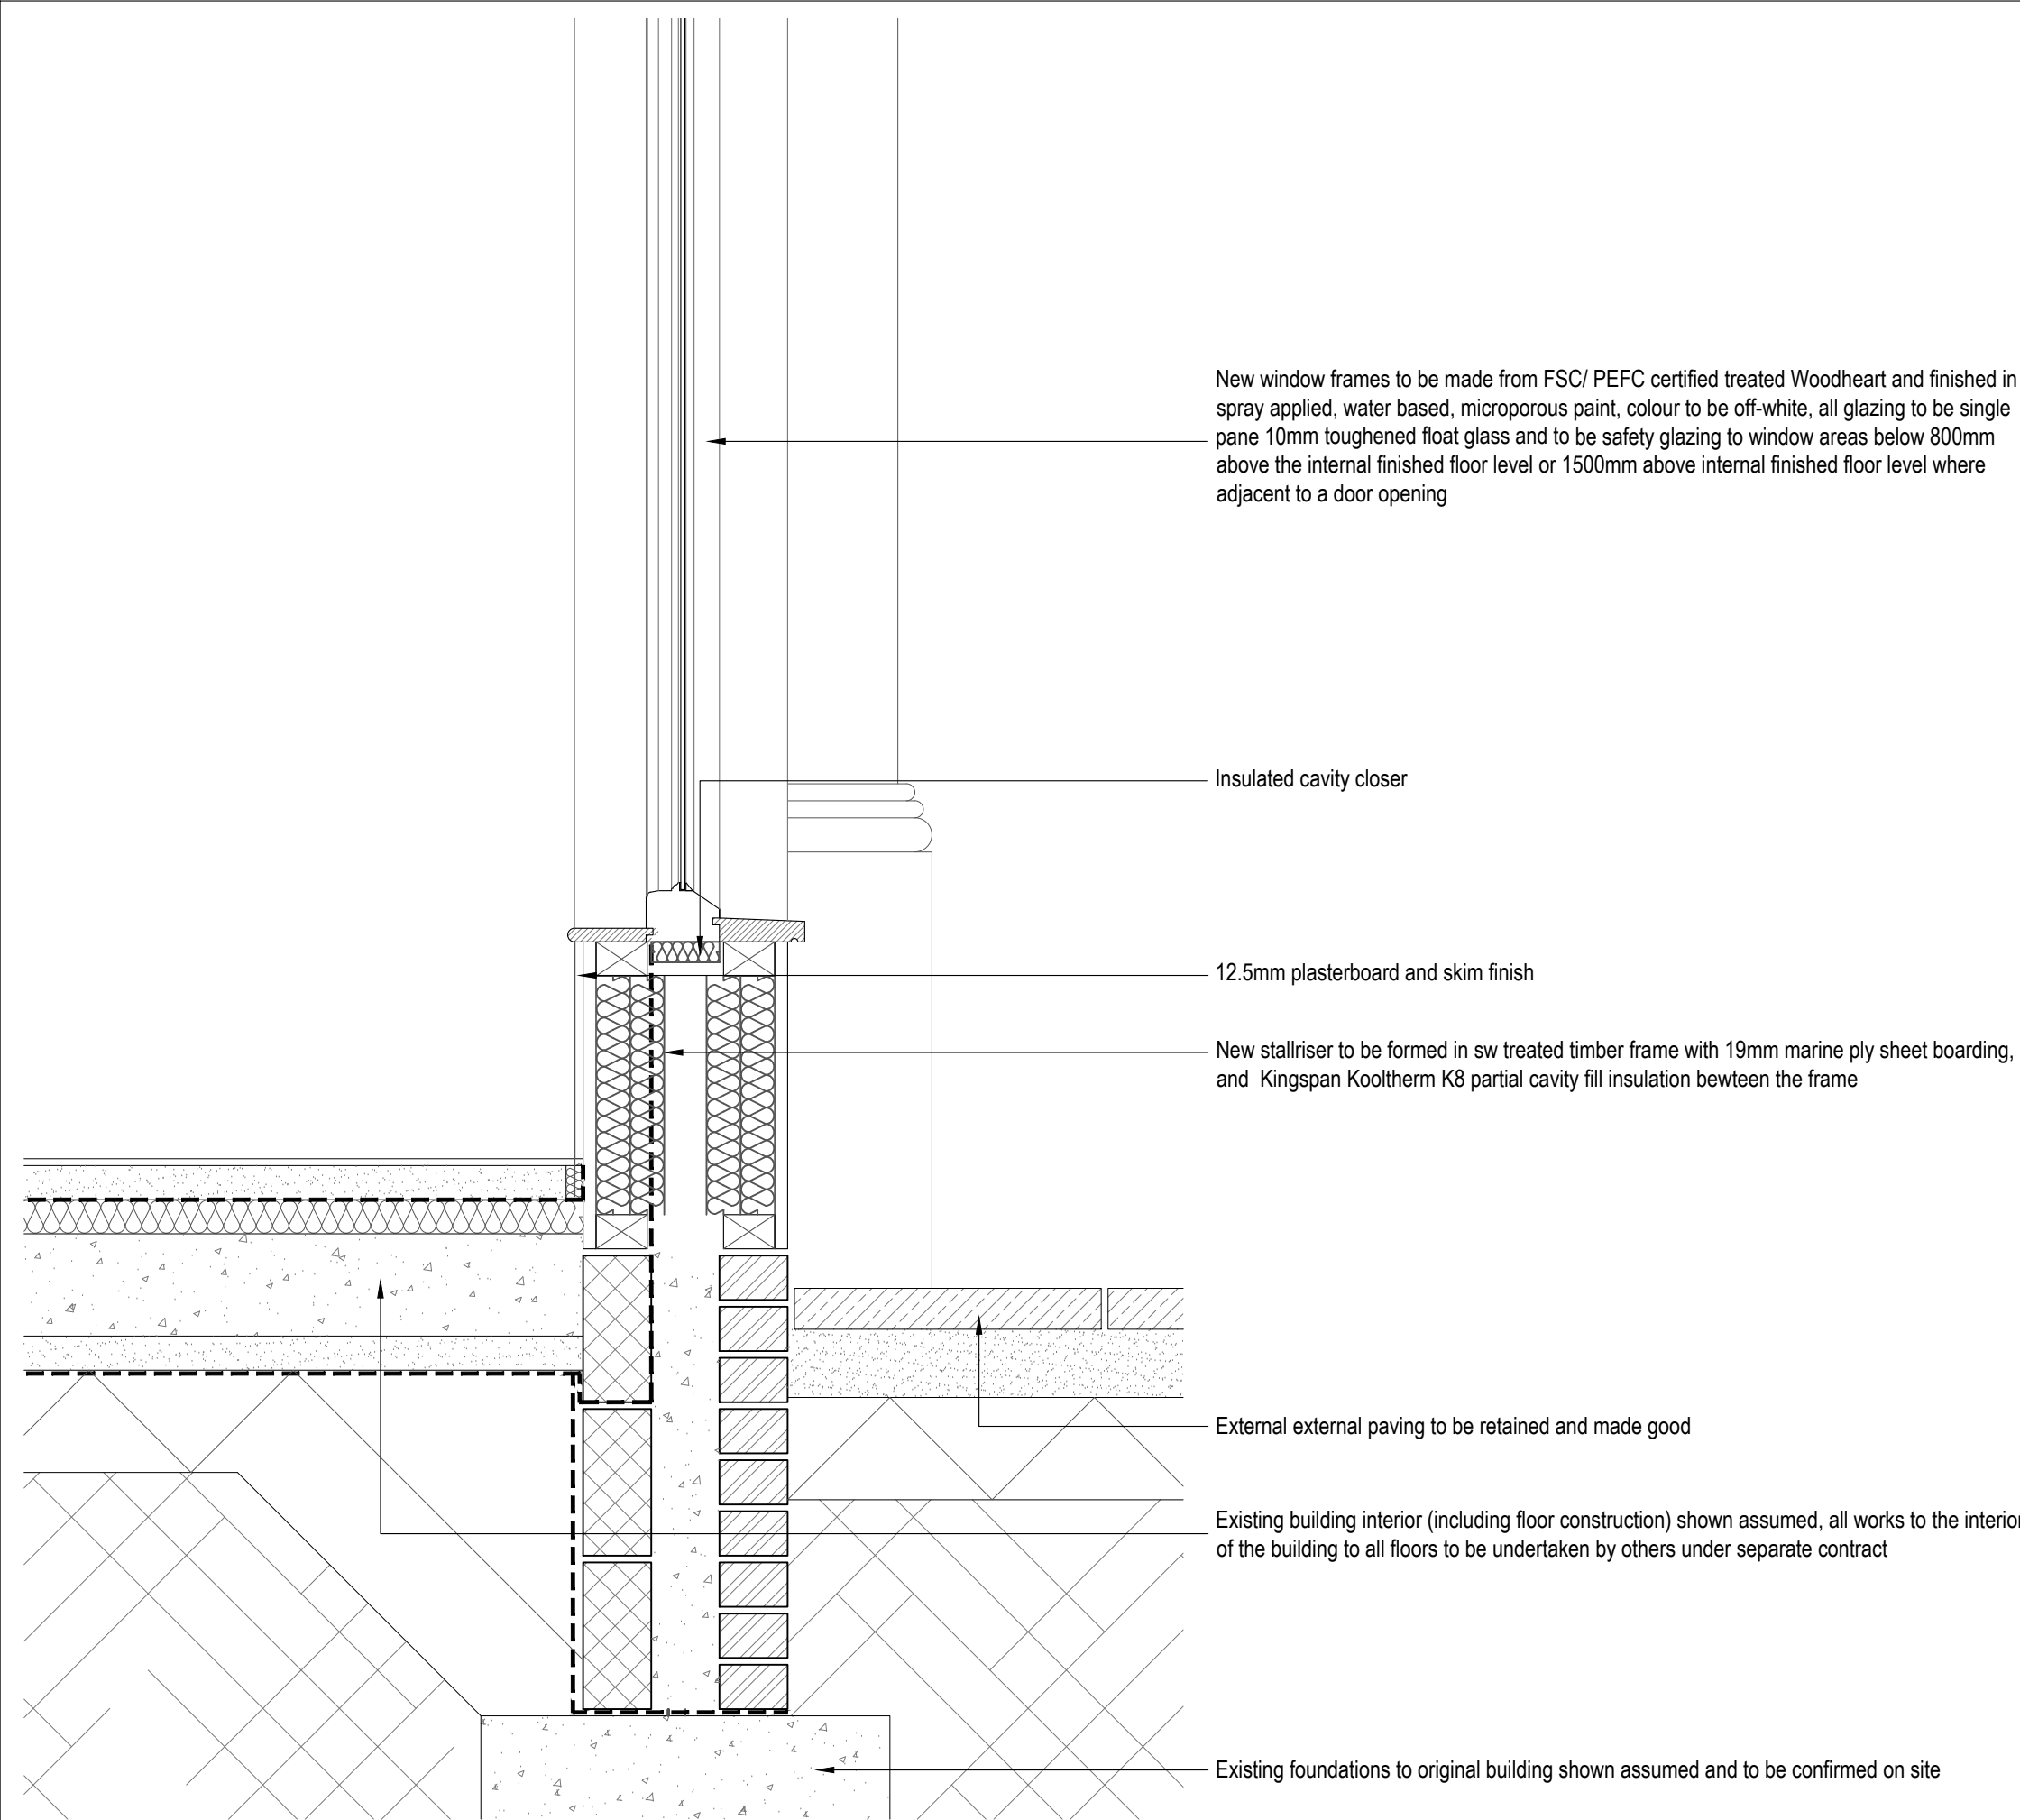 New window frames to be made from FSC/ PEFC certified treated Woodheart and finished in
spray applied, water based, microporous paint, colour to be off-white, all glazing to be single
pane 10mm toughened float glass and to be safety glazing to window areas below 800mm
above the internal finished floor level or 1500mm above internal finished floor level where
adjacent to a door opening
Insulated cavity closer
12.5mm plasterboard and skim finish
New stallriser to be formed in sw treated timber frame with 19mm marine ply sheet boarding,
and Kingspan Kooltherm K8 partial cavity fill insulation bewteen the frame
External external paving to be retained and made good
Existing building interior (including floor construction) shown assumed, all works to the interior
of the building to all floors to be undertaken by others under separate contract
Existing foundations to original building shown assumed and to be confirmed on site